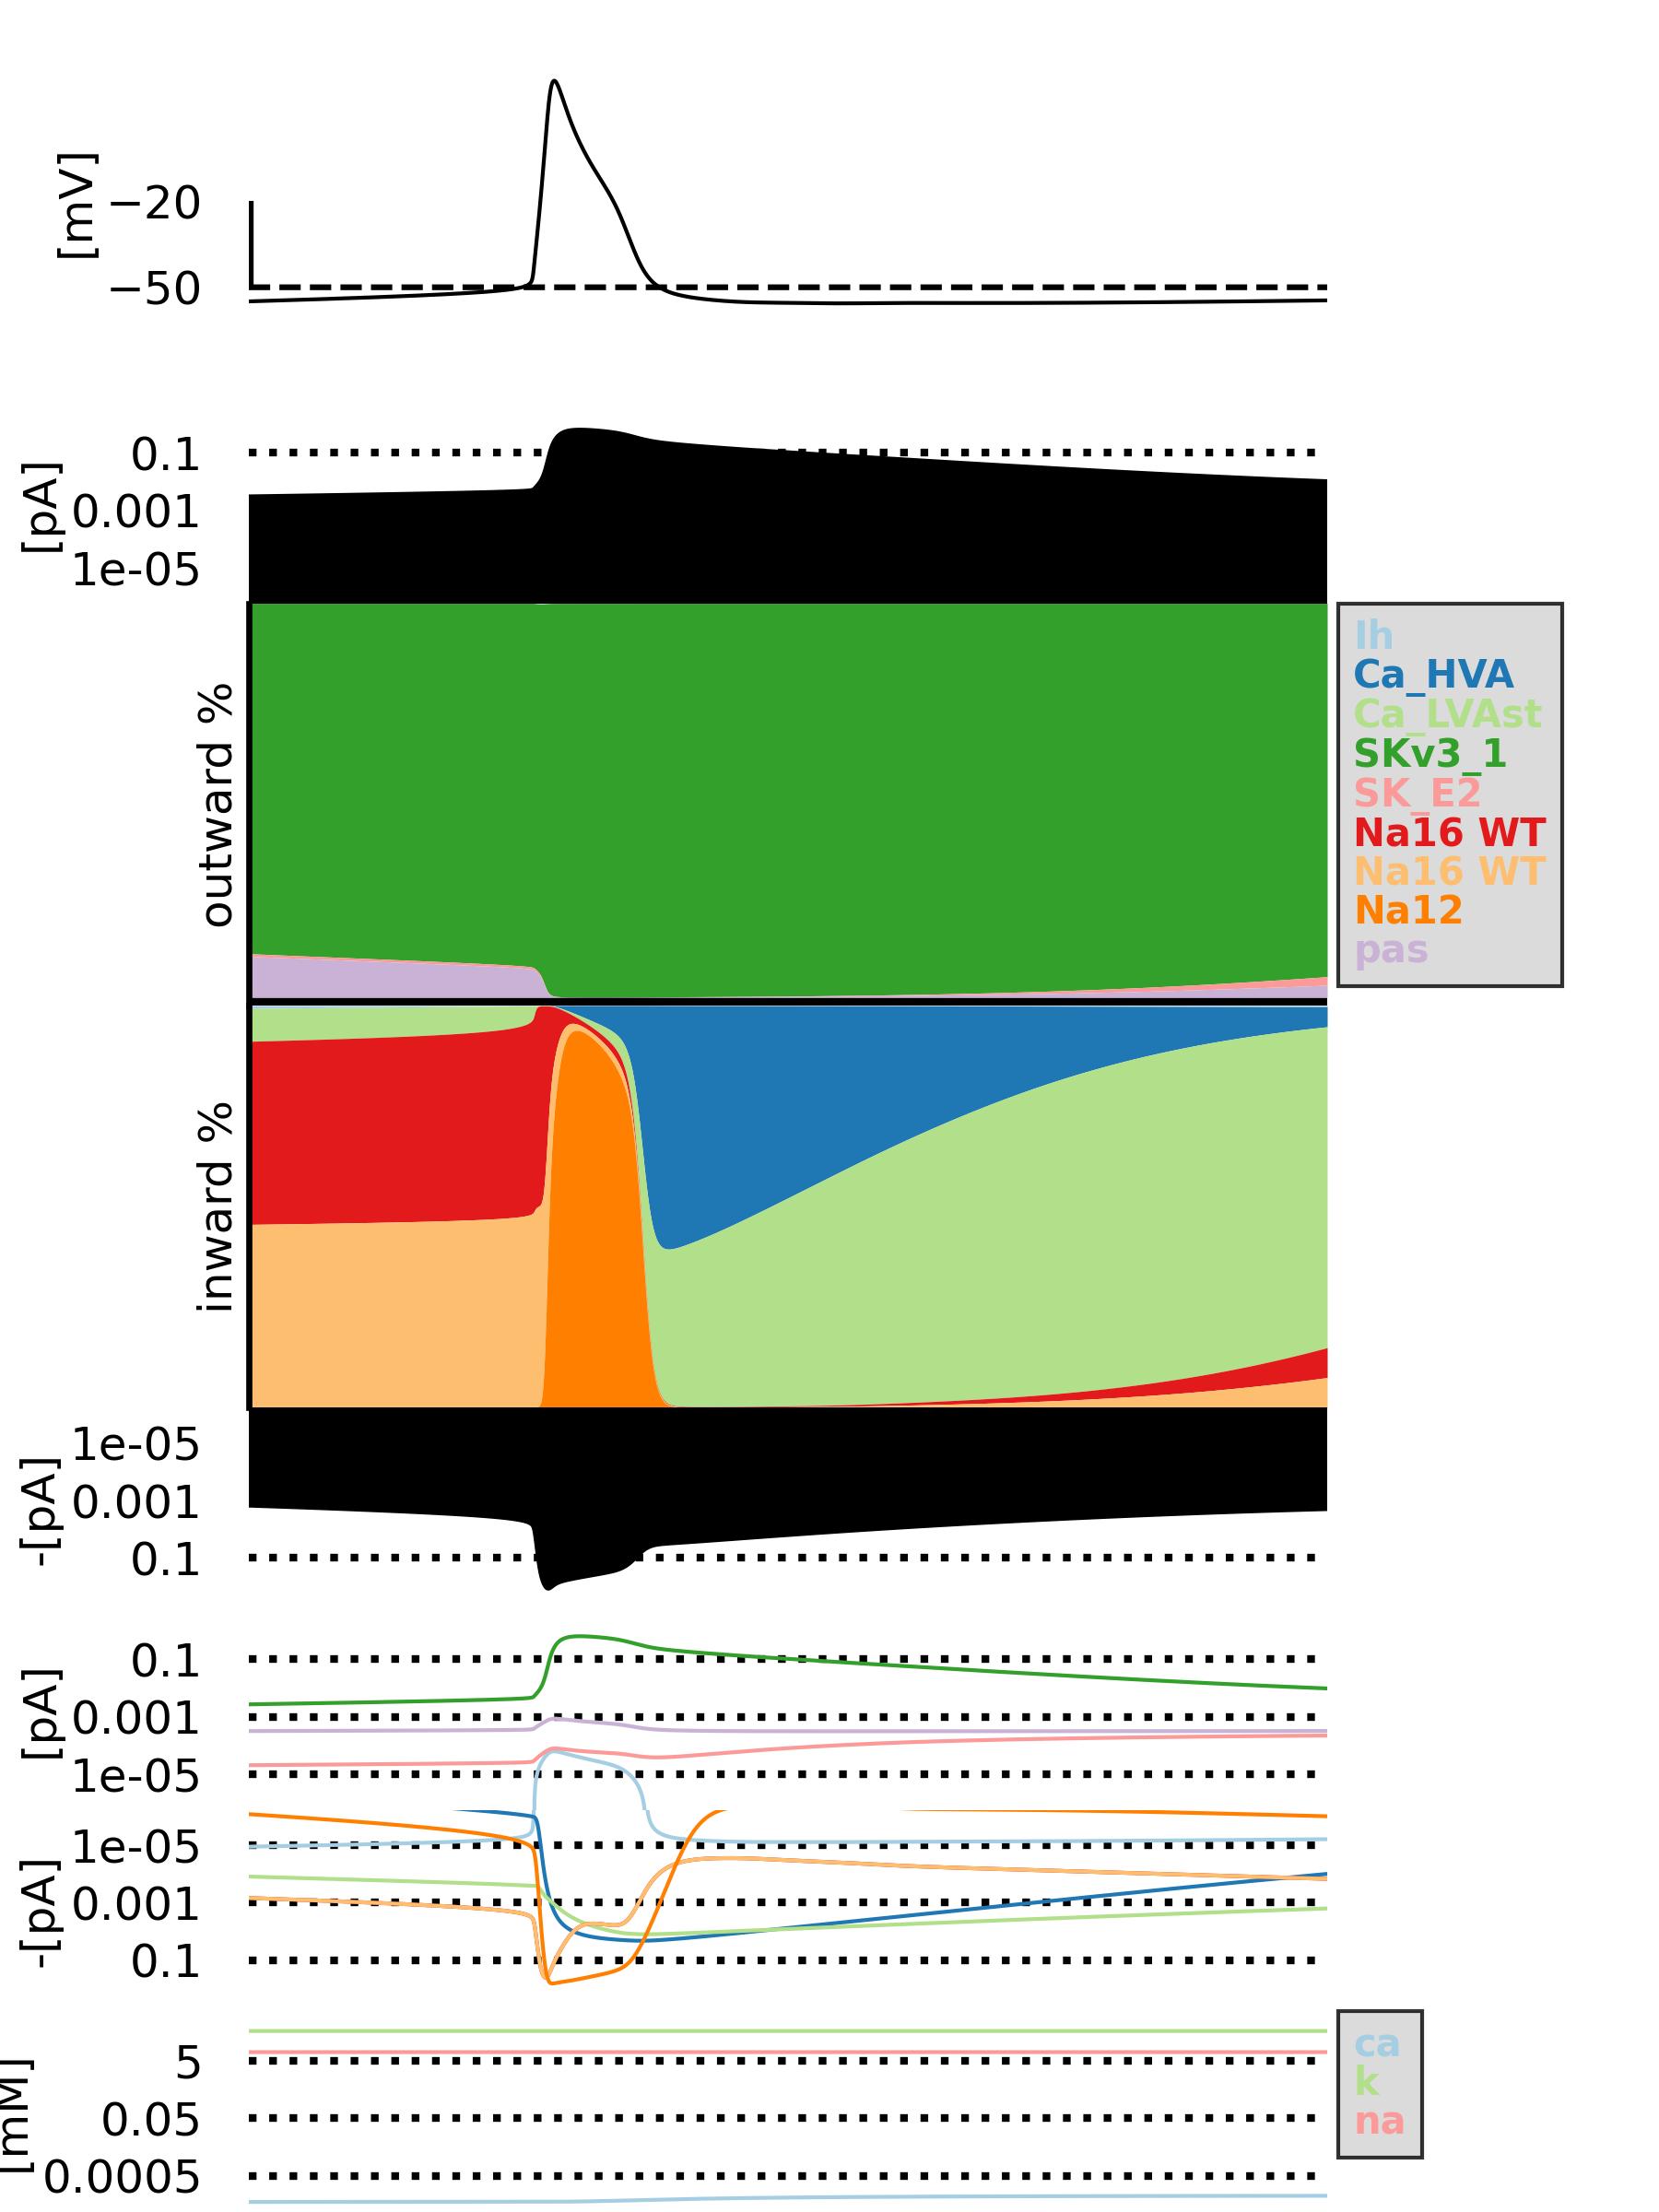 [mV]
−20
−50
[pA]
0.1
0.001
1e-05
outward %
Ih
Ca_HVA
Ca_LVAst
SKv3_1
SK_E2
Na16 WT
Na16 WT
Na12
pas
inward %
-[pA]
1e-05
0.001
0.1
[pA]
0.1
0.001
1e-05
-[pA]
1e-05
0.001
0.1
[mM]
5
0.05
0.0005
ca
k
na